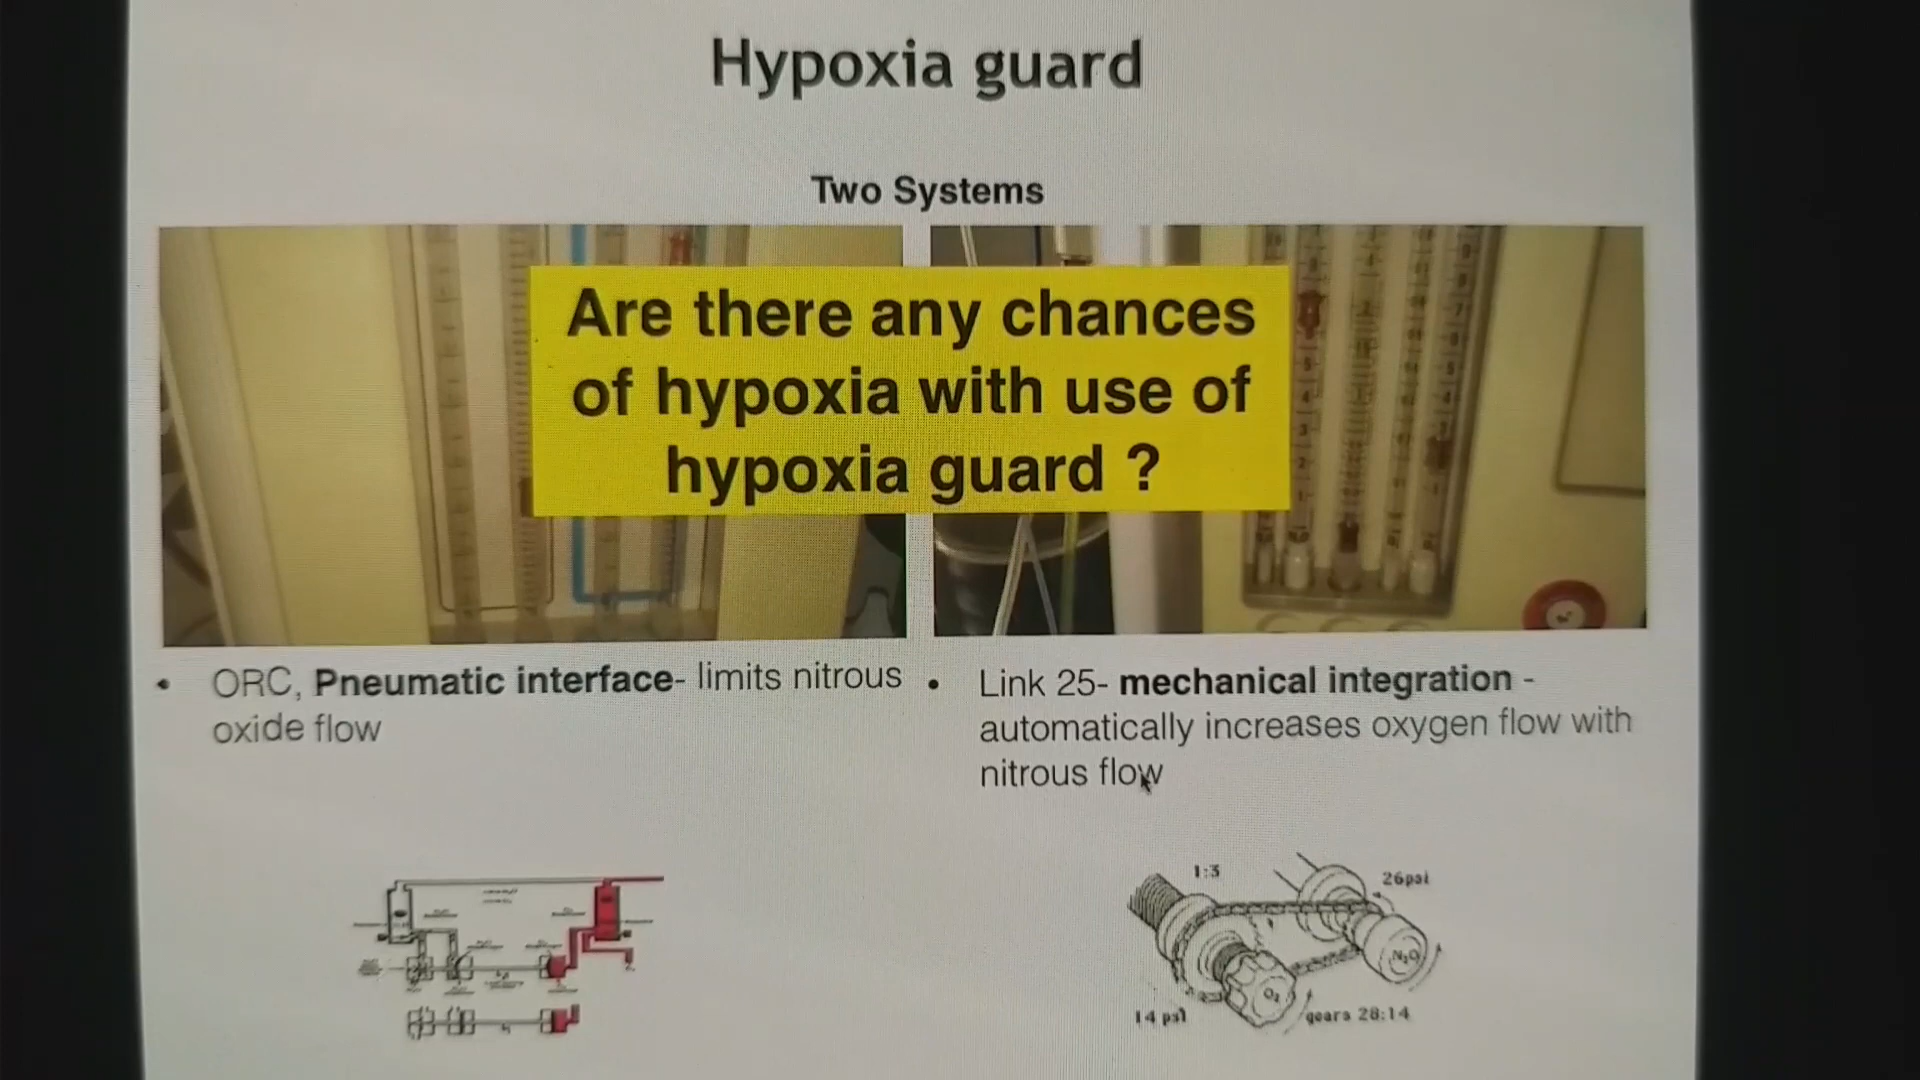 Hypoxia guard
Two Systems
Are there any chances
of hypoxia with use of
hypoxia guard ?
• ORC, Pneumatic interface- limits nitrous
oxide flow
• Link 25- mechanical integration -
automatically increases oxygen flow with
nitrous flow
1:3
26psi
N₂O
O₂
14 psi
gears 28:14